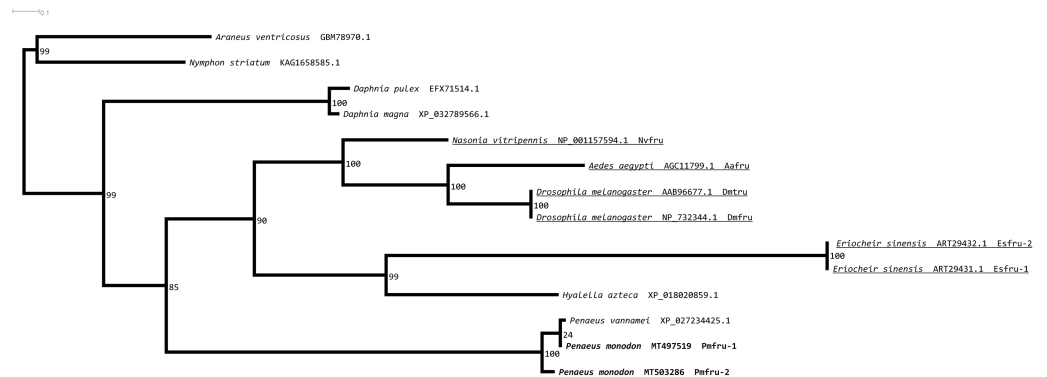 0.1
Araneus ventricosus GBM78970.1
99
Nymphon striatum KAG1658585.1
Daphnia pulex EFX71514.1
100
Daphnia magna XP_032789566.1
Nasonia vitripennis NP_001157594.1 Nvfru
100
Aedes aegypti AGC11799.1 Aafru
100
Drosophila melanogaster AAB96677.1 Dmtru
99
100
Drosophila melanogaster NP_732344.1 Dmfru
90
Eriocheir sinensis ART29432.1 Esfru-2
100
Eriocheir sinensis ART29431.1 Esfru-1
99
85
Hyalella azteca XP_018020859.1
Penaeus vannamei XP_027234425.1
24
Penaeus monodon MT497519 Pmfru-1
100
Penaeus monodon MT503286 Pmfru-2